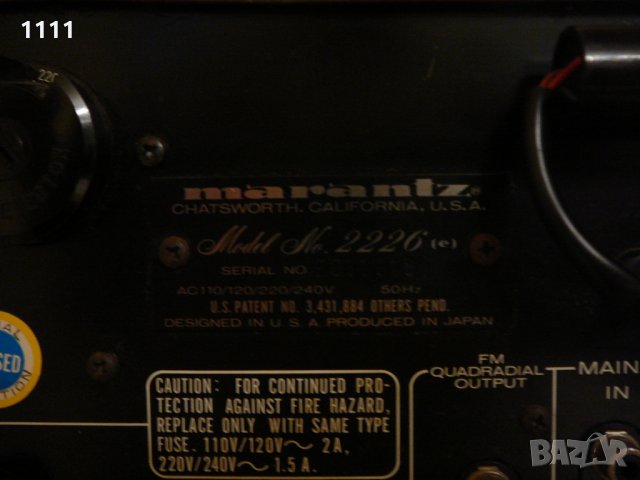 1111
220
marantz®
CHATSWORTH, CALIFORNIA, U.S.A.
Model No. 2226 (e)
SERIAL NO.
AC110/120/220/240V 50Hz
U.S. PATENT NO. 3,431,884 OTHERS PEND.
DESIGNED IN U.S.A PRODUCED IN JAPAN
CAUTION: FOR CONTINUED PRO-
TECTION AGAINST FIRE HAZARD,
REPLACE ONLY WITH SAME TYPE
FUSE. 110V/120V～ 2A,
220V/240V～ 1.5A.
FM
QUADRADIAL
OUTPUT
MAIN
IN
BAZAR